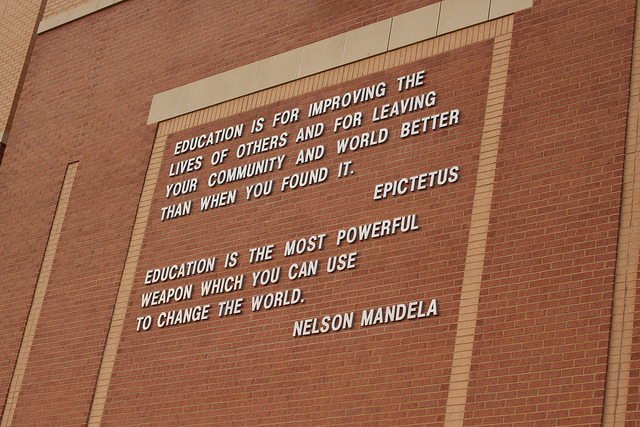 EDUCATION IS FOR IMPROVING THE
LIVES OF OTHERS AND FOR LEAVING
YOUR COMMUNITY AND WORLD BETTER
THAN WHEN YOU FOUND IT.
EPICTETUS
EDUCATION IS THE MOST POWERFUL
WEAPON WHICH YOU CAN USE
TO CHANGE THE WORLD.
NELSON MANDELA